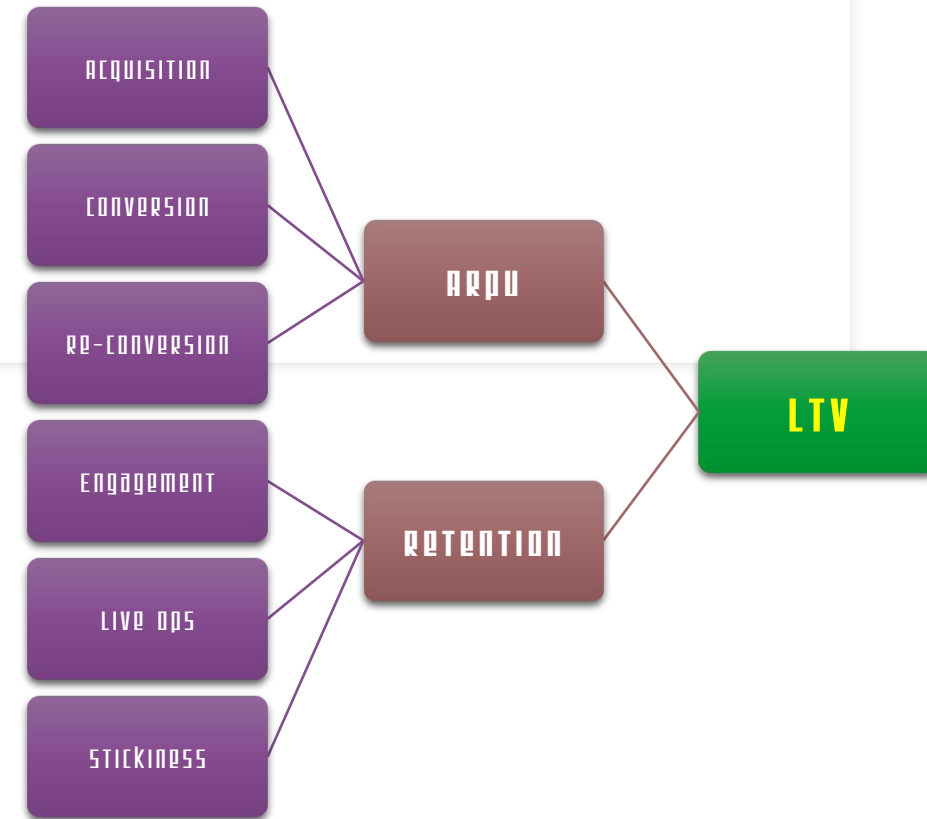 ACQUISITION
CONVERSION
RE-CONVERSION
ARPU
LTV
Engagement
RETENTION
LIVE OPS
STICKINESS